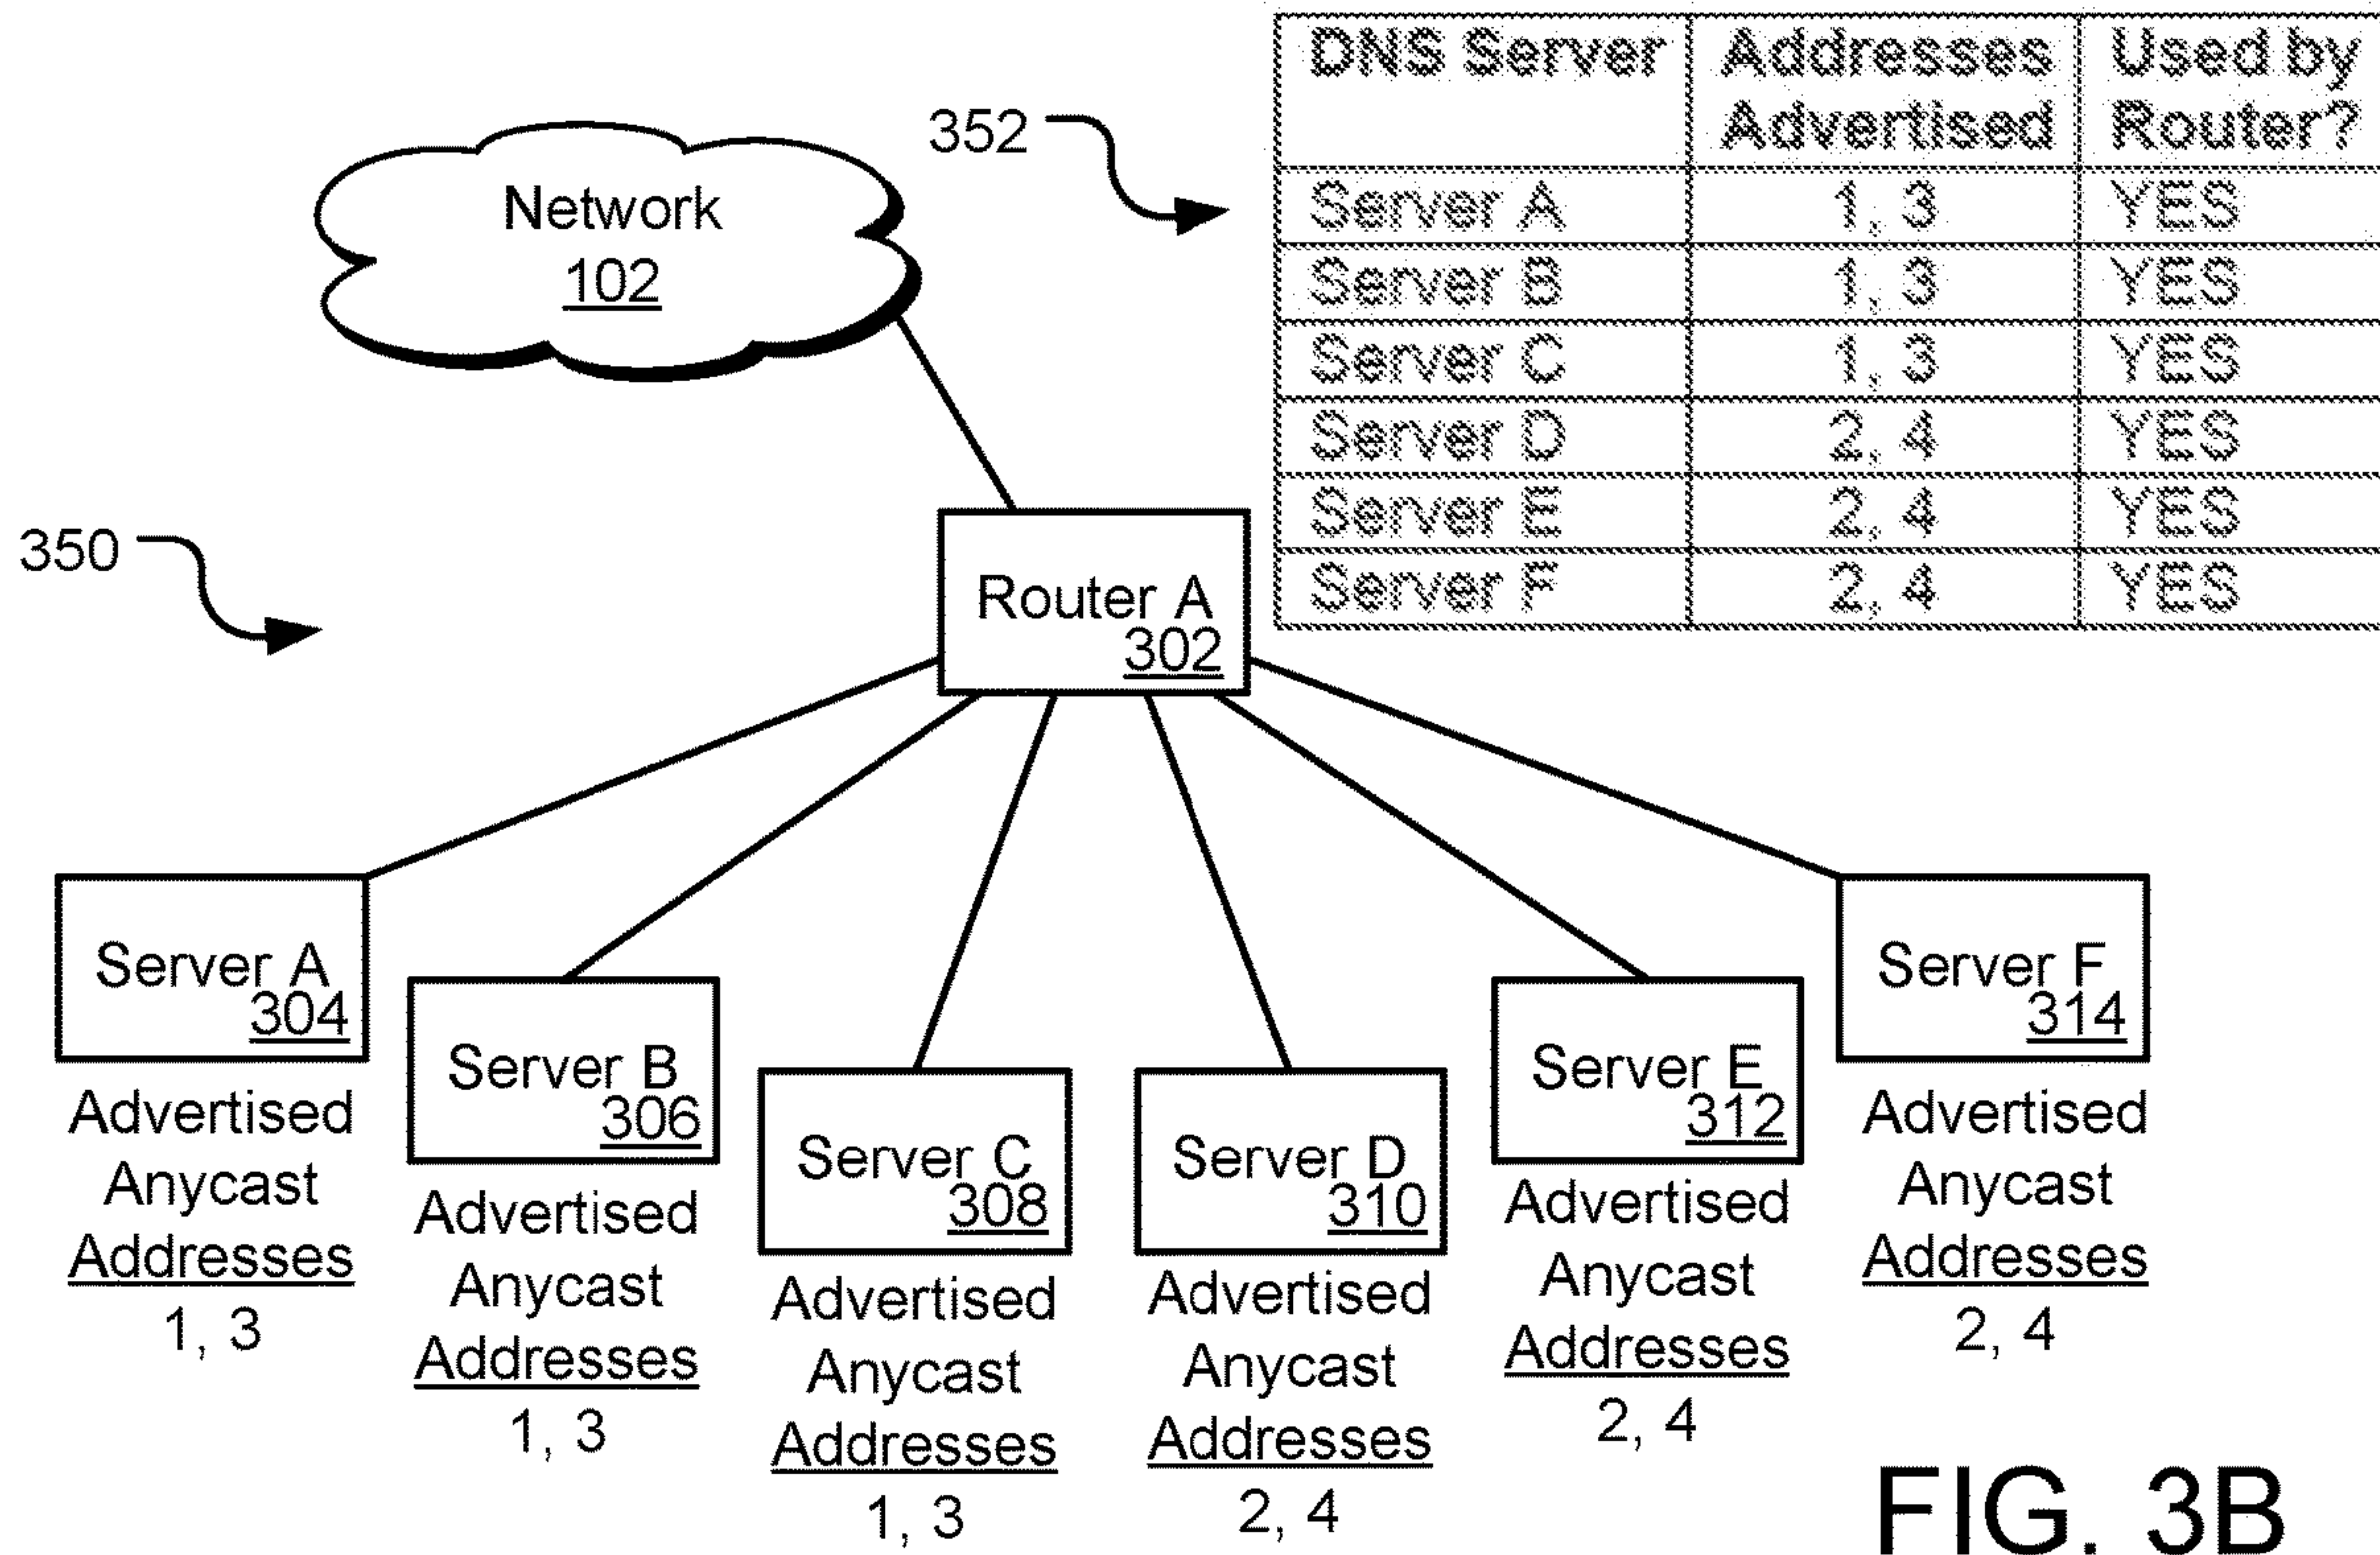 DNS Server Addresses Advertised Used by Router?
Server A 1, 3 YES
Server B 1, 3 YES
Server C 1, 3 YES
Server D 2, 4 YES
Server E 2, 4 YES
Server F 2, 4 YES
352
Network
102
350
Router A
302
Server A
304
Advertised
Anycast
Addresses
1, 3
Server B
306
Advertised
Anycast
Addresses
1, 3
Server C
308
Advertised
Anycast
Addresses
1, 3
Server D
310
Advertised
Anycast
Addresses
2, 4
Server E
312
Advertised
Anycast
Addresses
2, 4
Server F
314
Advertised
Anycast
Addresses
2, 4
FIG. 3B